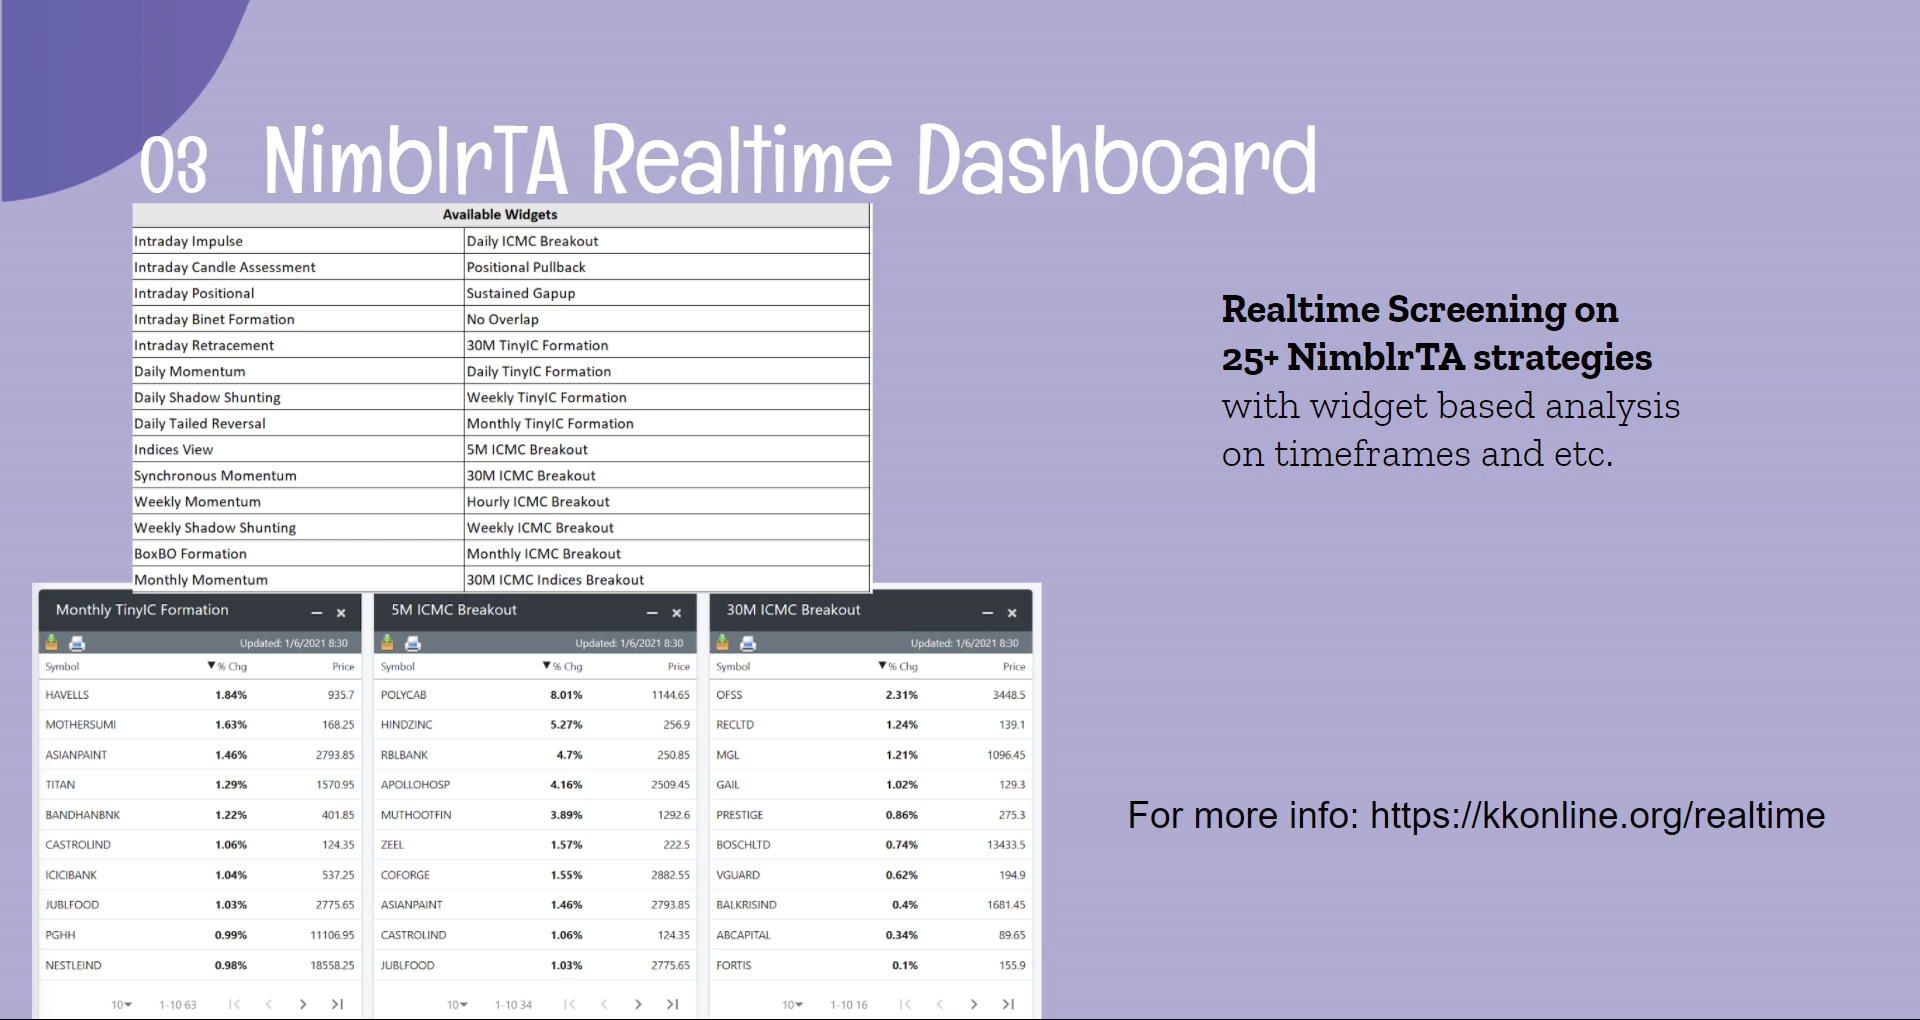 03 NimblrTA Realtime Dashboard
Available Widgets
Intraday Impulse Daily ICMC Breakout
Intraday Candle Assessment Positional Pullback
Intraday Positional Sustained Gapup
Intraday Binet Formation No Overlap
Intraday Retracement 30M TinyIC Formation
Daily Momentum Daily TinyIC Formation
Daily Shadow Shunting Weekly TinyIC Formation
Daily Tailed Reversal Monthly TinyIC Formation
Indices View 5M ICMC Breakout
Synchronous Momentum 30M ICMC Breakout
Weekly Momentum Hourly ICMC Breakout
Weekly Shadow Shunting Weekly ICMC Breakout
BoxBO Formation Monthly ICMC Breakout
Monthly Momentum 30M ICMC Indices Breakout
Realtime Screening on
25+ NimblrTA strategies
with widget based analysis
on timeframes and etc.
Monthly TinyIC Formation
Updated: 1/6/2021 8:30
Symbol ▼% Chg Price
HAVELLS 1.84% 935.7
MOTHERSUMI 1.63% 168.25
ASIANPAINT 1.46% 2793.85
TITAN 1.29% 1570.95
BANDHANBNK 1.22% 401.85
CASTROLIND 1.06% 124.35
ICICIBANK 1.04% 537.25
JUBLFOOD 1.03% 2775.65
PGHH 0.99% 11106.95
NESTLEIND 0.98% 18558.25
10 1-10 63
5M ICMC Breakout
Updated: 1/6/2021 8:30
Symbol ▼% Chg Price
POLYCAB 8.01% 1144.65
HINDZINC 5.27% 256.9
RBLBANK 4.7% 250.85
APOLLOHOSP 4.16% 2509.45
MUTHOOTFIN 3.89% 1292.6
ZEEL 1.57% 222.5
COFORGE 1.55% 2882.55
ASIANPAINT 1.46% 2793.85
CASTROLIND 1.06% 124.35
JUBLFOOD 1.03% 2775.65
10 1-10 34
30M ICMC Breakout
Updated: 1/6/2021 8:30
Symbol ▼% Chg Price
OFSS 2.31% 3448.5
RECLTD 1.24% 139.1
MGL 1.21% 1096.45
GAIL 1.02% 129.3
PRESTIGE 0.86% 275.3
BOSCHLTD 0.74% 13433.5
VGUARD 0.62% 194.9
BALKRISIND 0.4% 1681.45
ABCAPITAL 0.34% 89.65
FORTIS 0.1% 155.9
10 1-10 16
For more info: https://kkonline.org/realtime